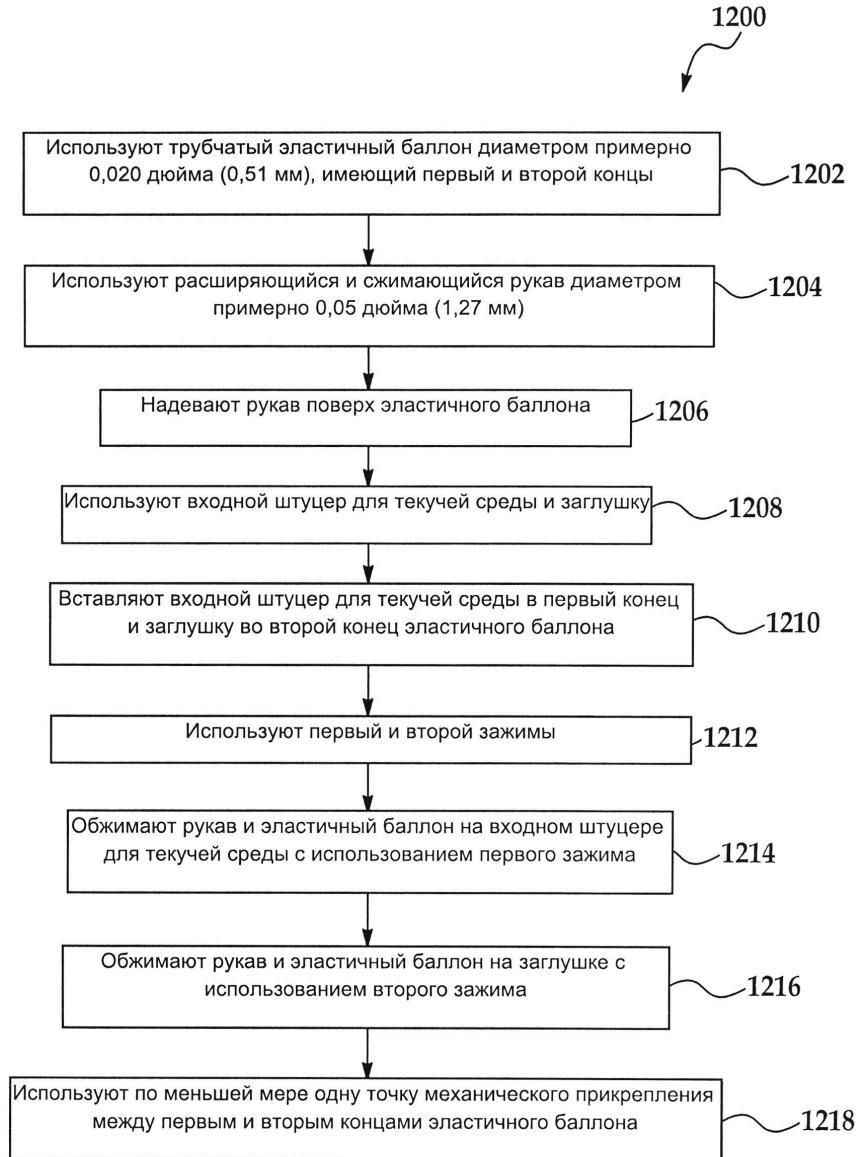 1200
Используют трубчатый эластичный баллон диаметром примерно
0,020 дюйма (0,51 мм), имеющий первый и второй концы
1202
Используют расширяющийся и сжимающийся рукав диаметром
примерно 0,05 дюйма (1,27 мм)
1204
Надевают рукав поверх эластичного баллона
1206
Используют входной штуцер для текучей среды и заглушку
1208
Вставляют входной штуцер для текучей среды в первый конец
и заглушку во второй конец эластичного баллона
1210
Используют первый и второй зажимы
1212
Обжимают рукав и эластичный баллон на входном штуцере
для текучей среды с использованием первого зажима
1214
Обжимают рукав и эластичный баллон на заглушке с
использованием второго зажима
1216
Используют по меньшей мере одну точку механического прикрепления
между первым и вторым концами эластичного баллона
1218